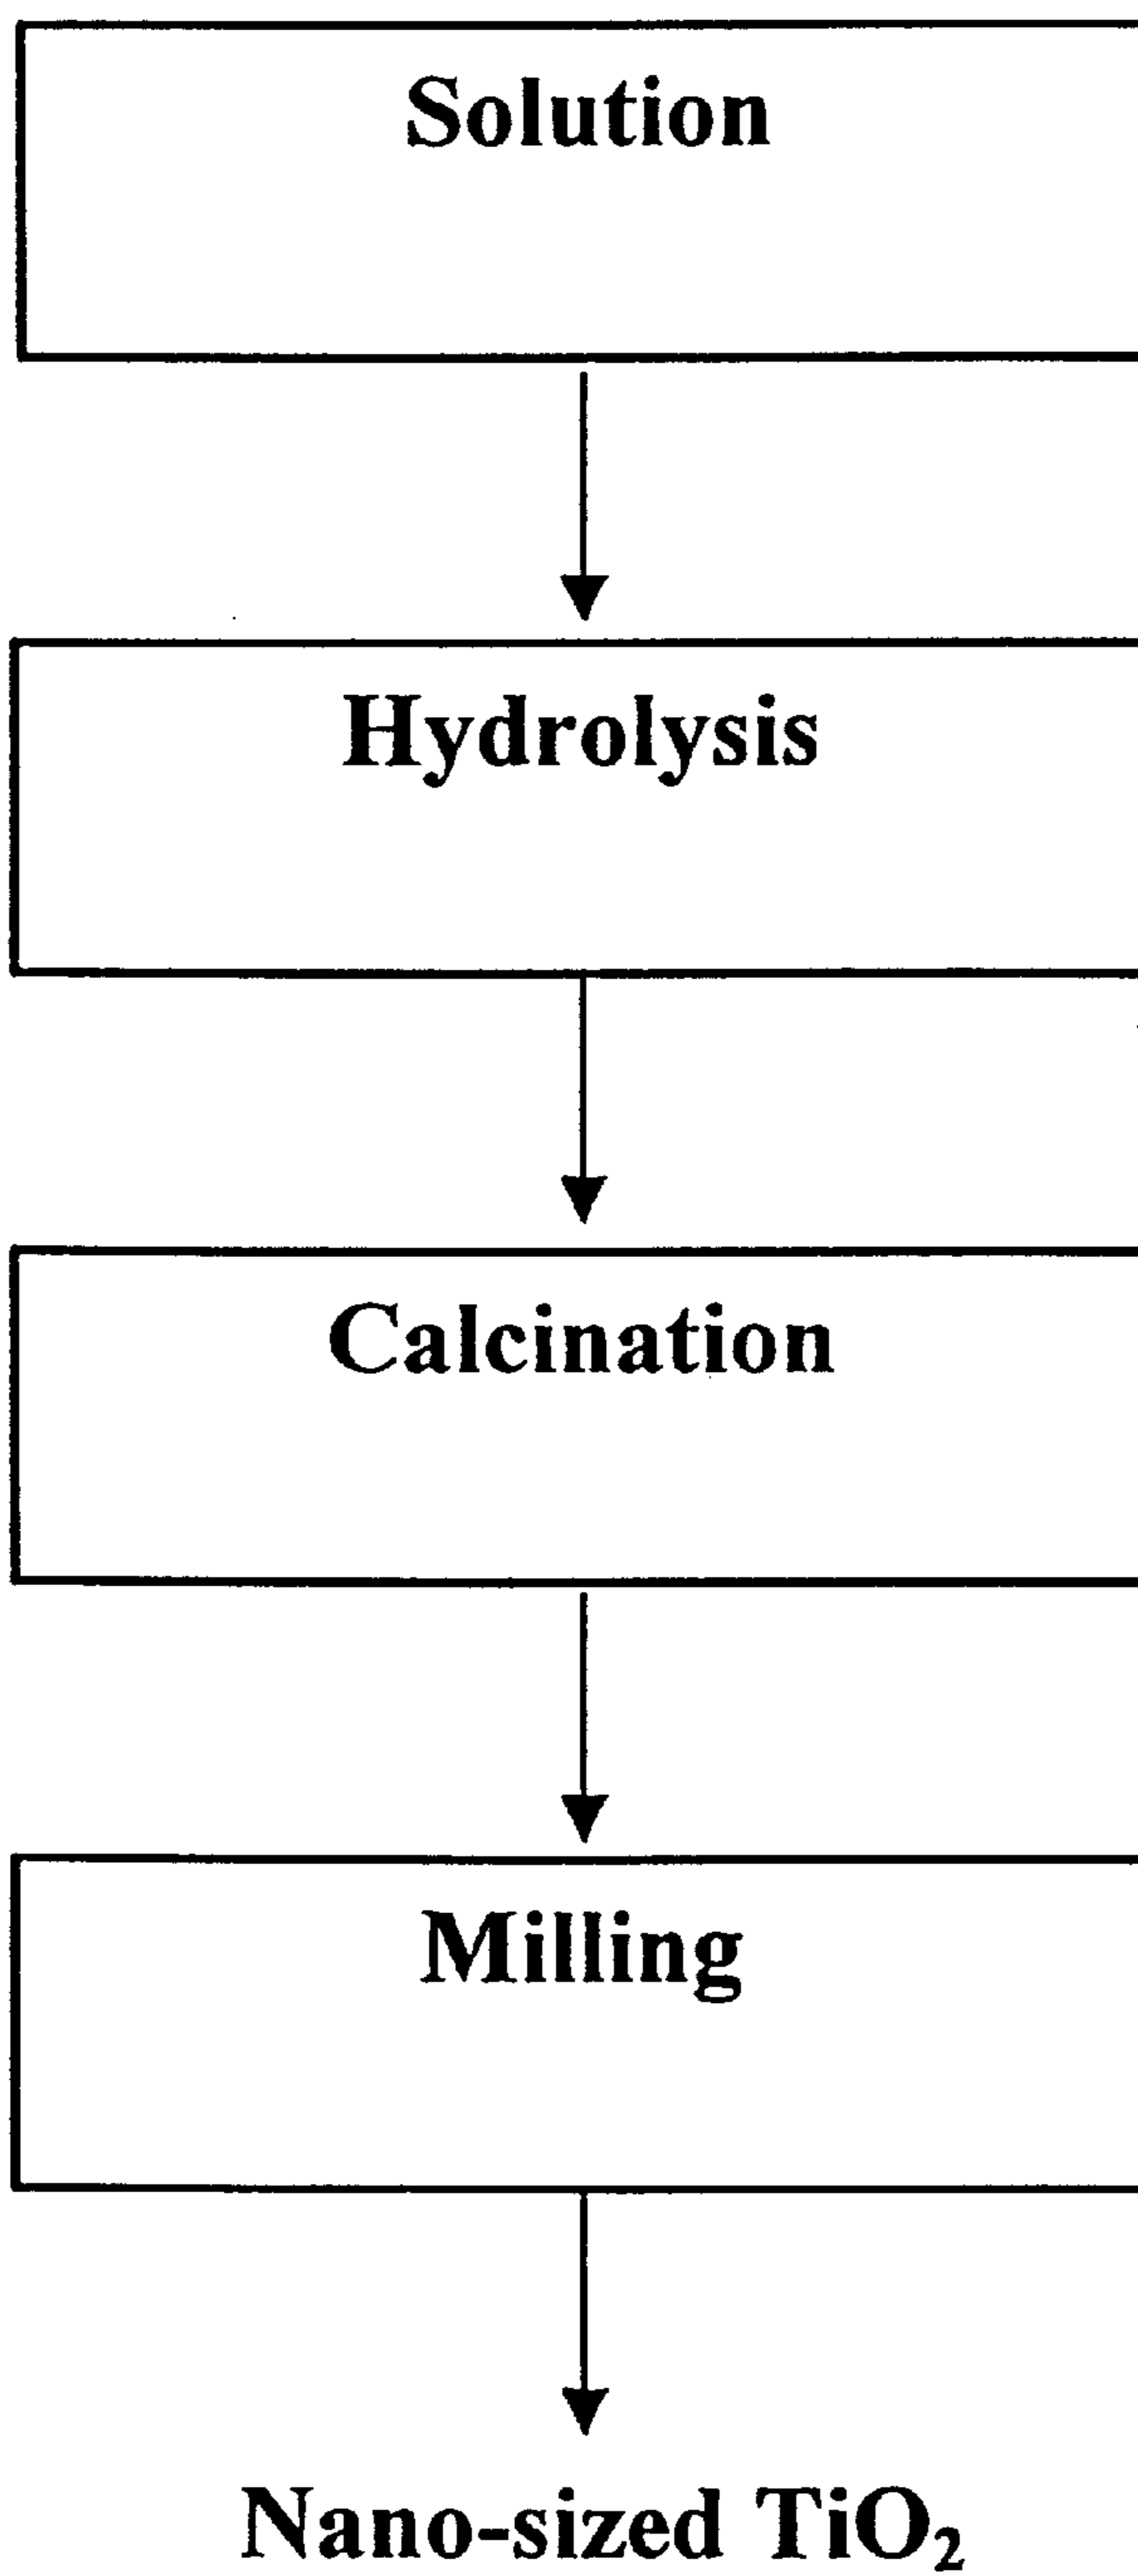 Solution
Hydrolysis
Calcination
Milling
Nano-sized TiO₂